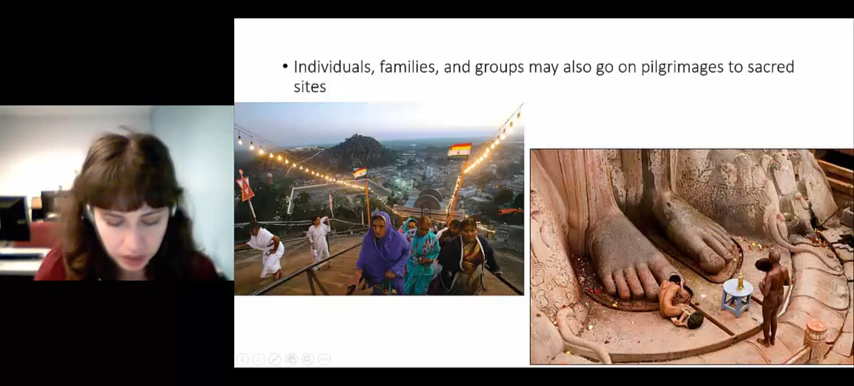 • Individuals, families, and groups may also go on pilgrimages to sacred
sites